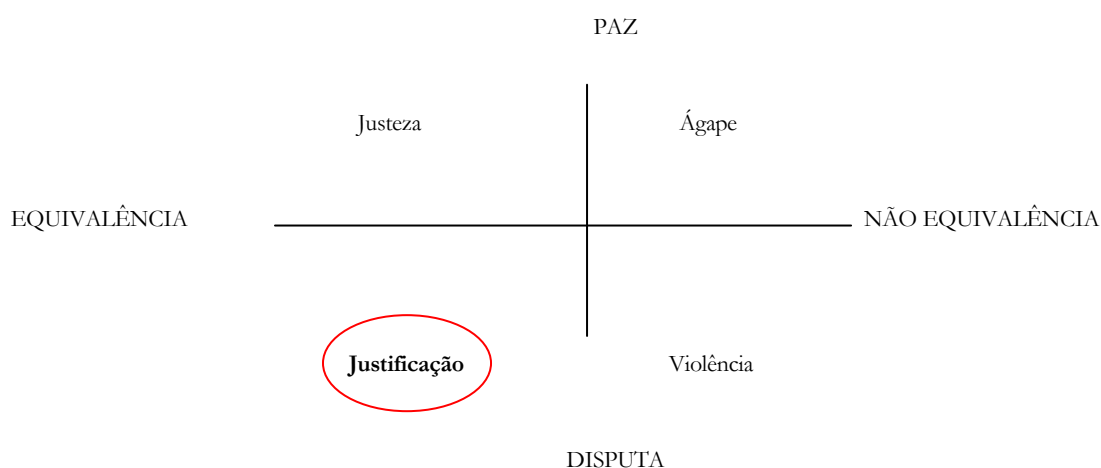 PAZ
Justeza Ágape
EQUIVALÊNCIA NÃO EQUIVALÊNCIA
Justificação Violência
DISPUTA